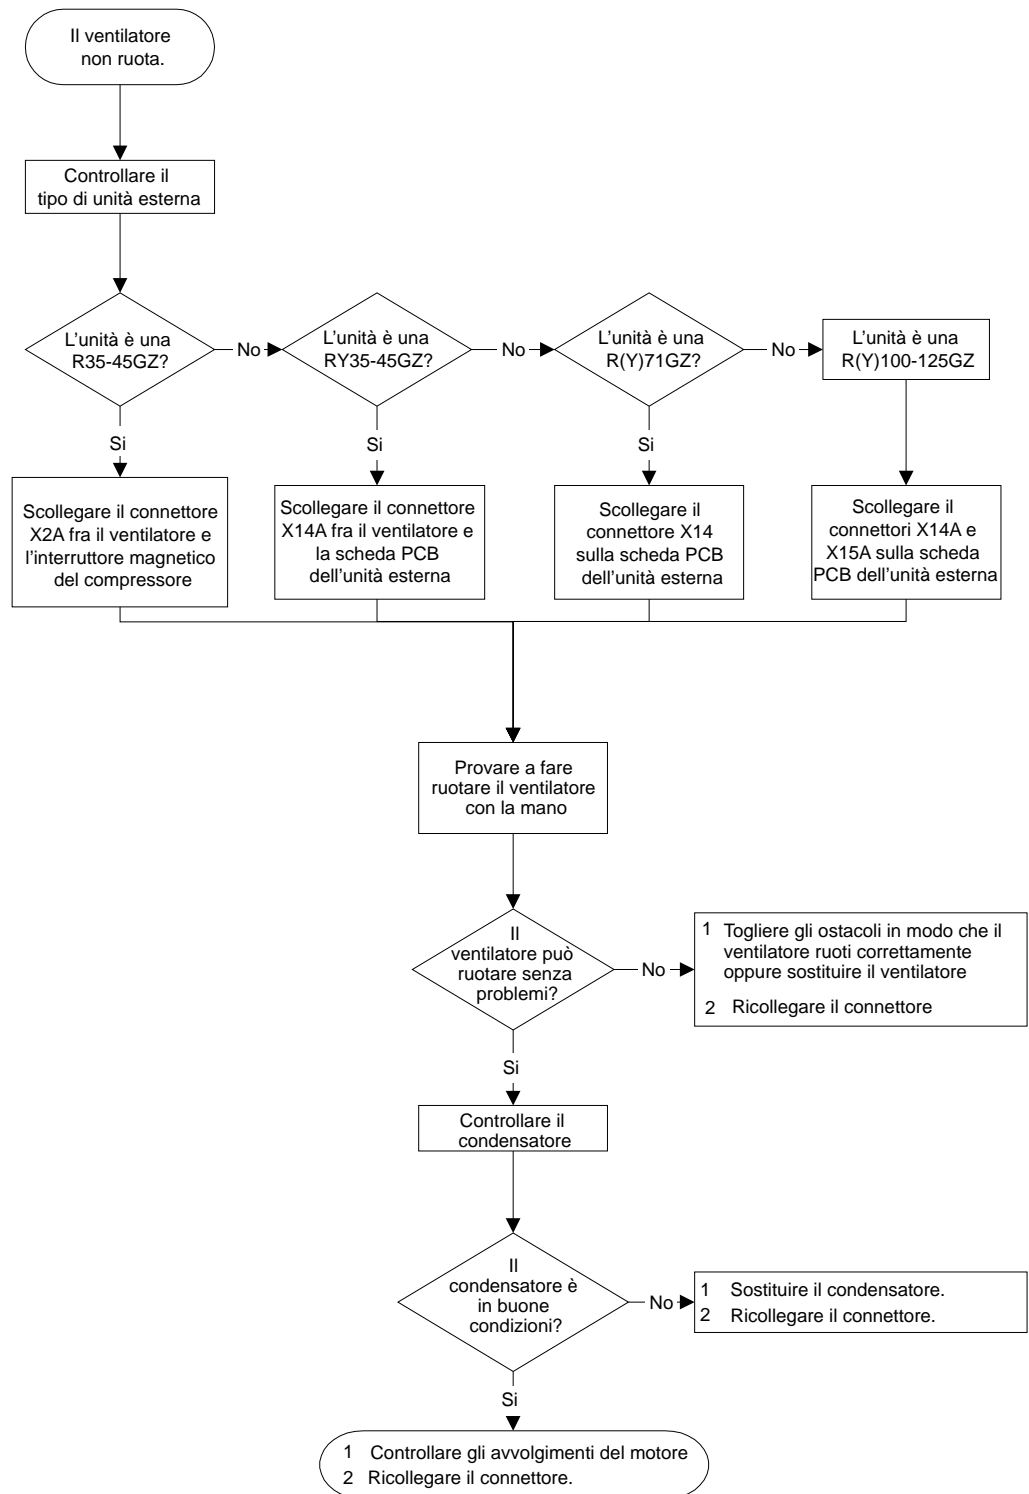 Il ventilatore
non ruota.
Controllare il
tipo di unità esterna
L'unità è una
R35-45GZ?
No
L'unità è una
RY35-45GZ?
No
L'unità è una
R(Y)71GZ?
No
L'unità è una
R(Y)100-125GZ
Si
Si
Si
Scollegare il connettore
X2A fra il ventilatore e
l'interruttore magnetico
del compressore
Scollegare il connettore
X14A fra il ventilatore e
la scheda PCB
dell'unità esterna
Scollegare il
connettore X14
sulla scheda PCB
dell'unità esterna
Scollegare il
connettori X14A e
X15A sulla scheda
PCB dell'unità esterna
Provare a fare
ruotare il ventilatore
con la mano
Il
ventilatore può
ruotare senza
problemi?
No
1 Togliere gli ostacoli in modo che il
ventilatore ruoti correttamente
oppure sostituire il ventilatore
2 Ricollegare il connettore
Si
Controllare il
condensatore
Il
condensatore è
in buone
condizioni?
No
1 Sostituire il condensatore.
2 Ricollegare il connettore.
Si
1 Controllare gli avvolgimenti del motore
2 Ricollegare il connettore.